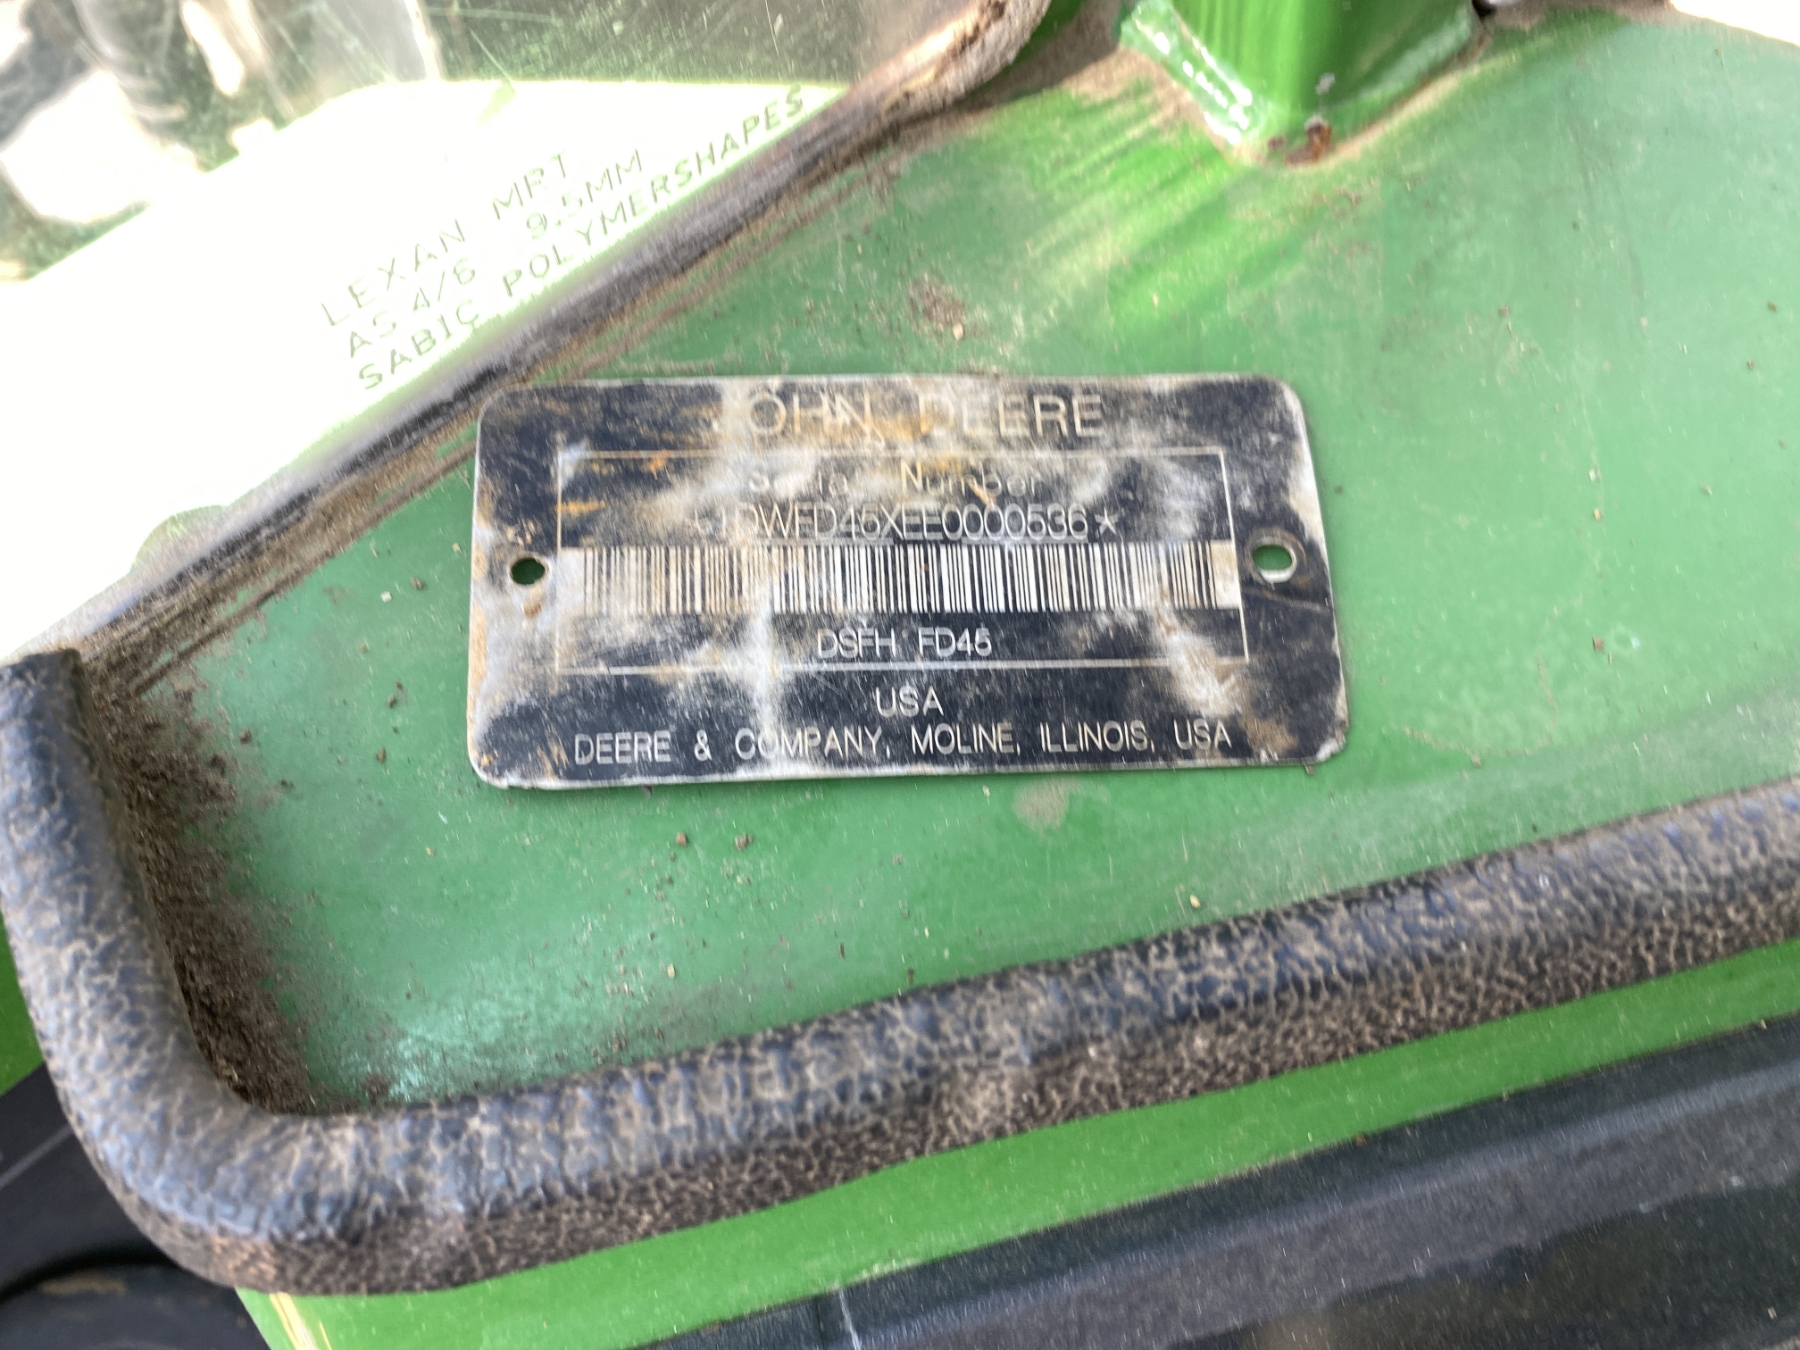 LEXAN MRT
AS 4/6 9.5MM
SABIC POLYMERSHAPES
JOHN DEERE
Serial Number
DWFD45XEE0000536*
DSFH FD45
USA
DEERE & COMPANY, MOLINE, ILLINOIS, USA